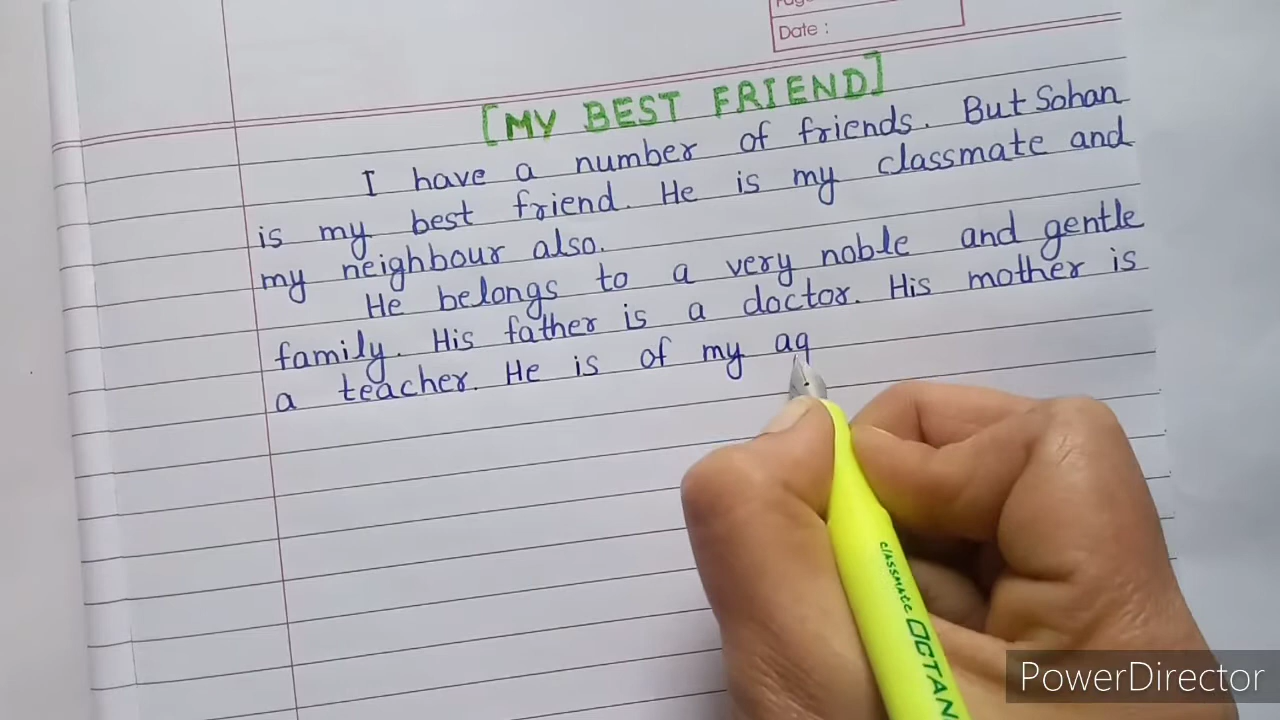 Date :
[MY BEST FRIEND]
I have a number of friends. But Sohan
is my best friend. He is my classmate and
my neighbour also.
He belongs to a very noble and gentle
family. His father is a doctor. His mother is
a teacher. He is of my ag
classmate OCTAN
PowerDirector